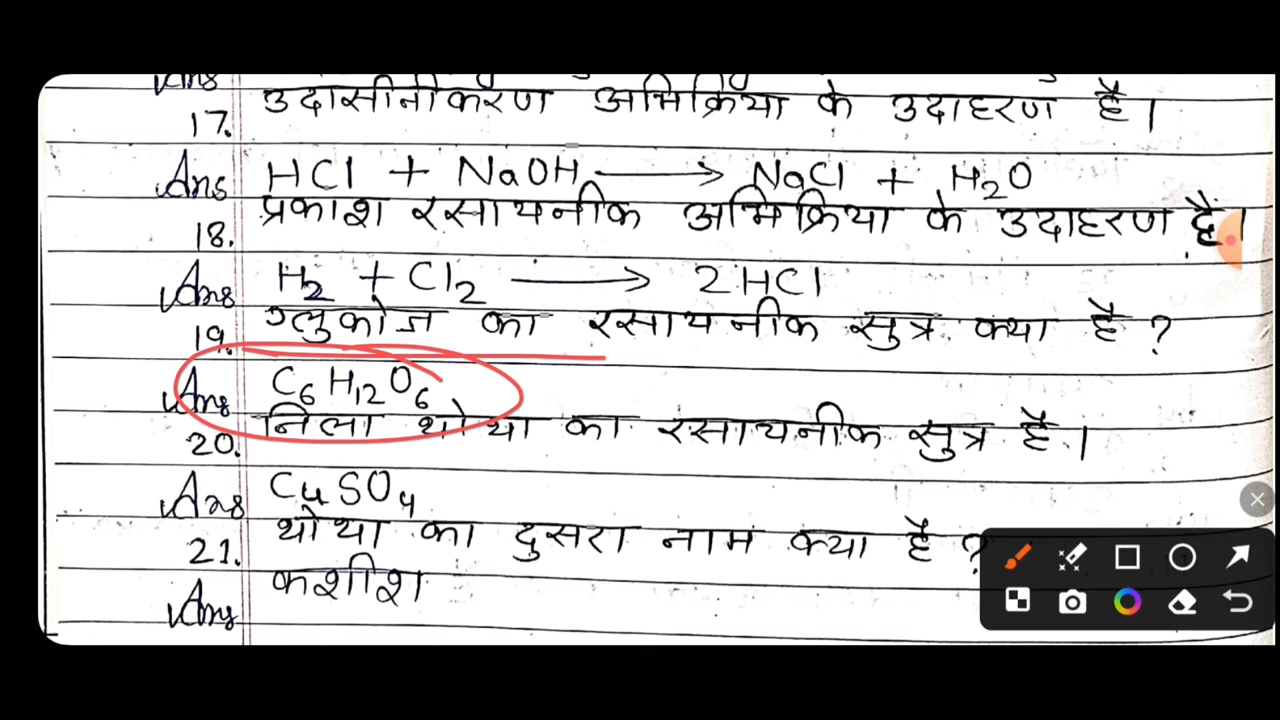 Ans
उदासीनीकरण अभिक्रिया के उदाहरण है।
17.
Ans HCl + NaOH ⟶ NaCl + H₂O
प्रकाश रसायनीक अभिक्रिया के उदाहरण है।
18.
Ans H₂ + Cl₂ ⟶ 2HCl
ग्लुकोज का रसायनीक सुत्र क्या है ?
19.
Ans C₆H₁₂O₆
निला थोथा का रसायनीक सुत्र है।
20.
Ans CuSO₄
थोथा का दुसरा नाम क्या है ?
21.
Ans कशीश